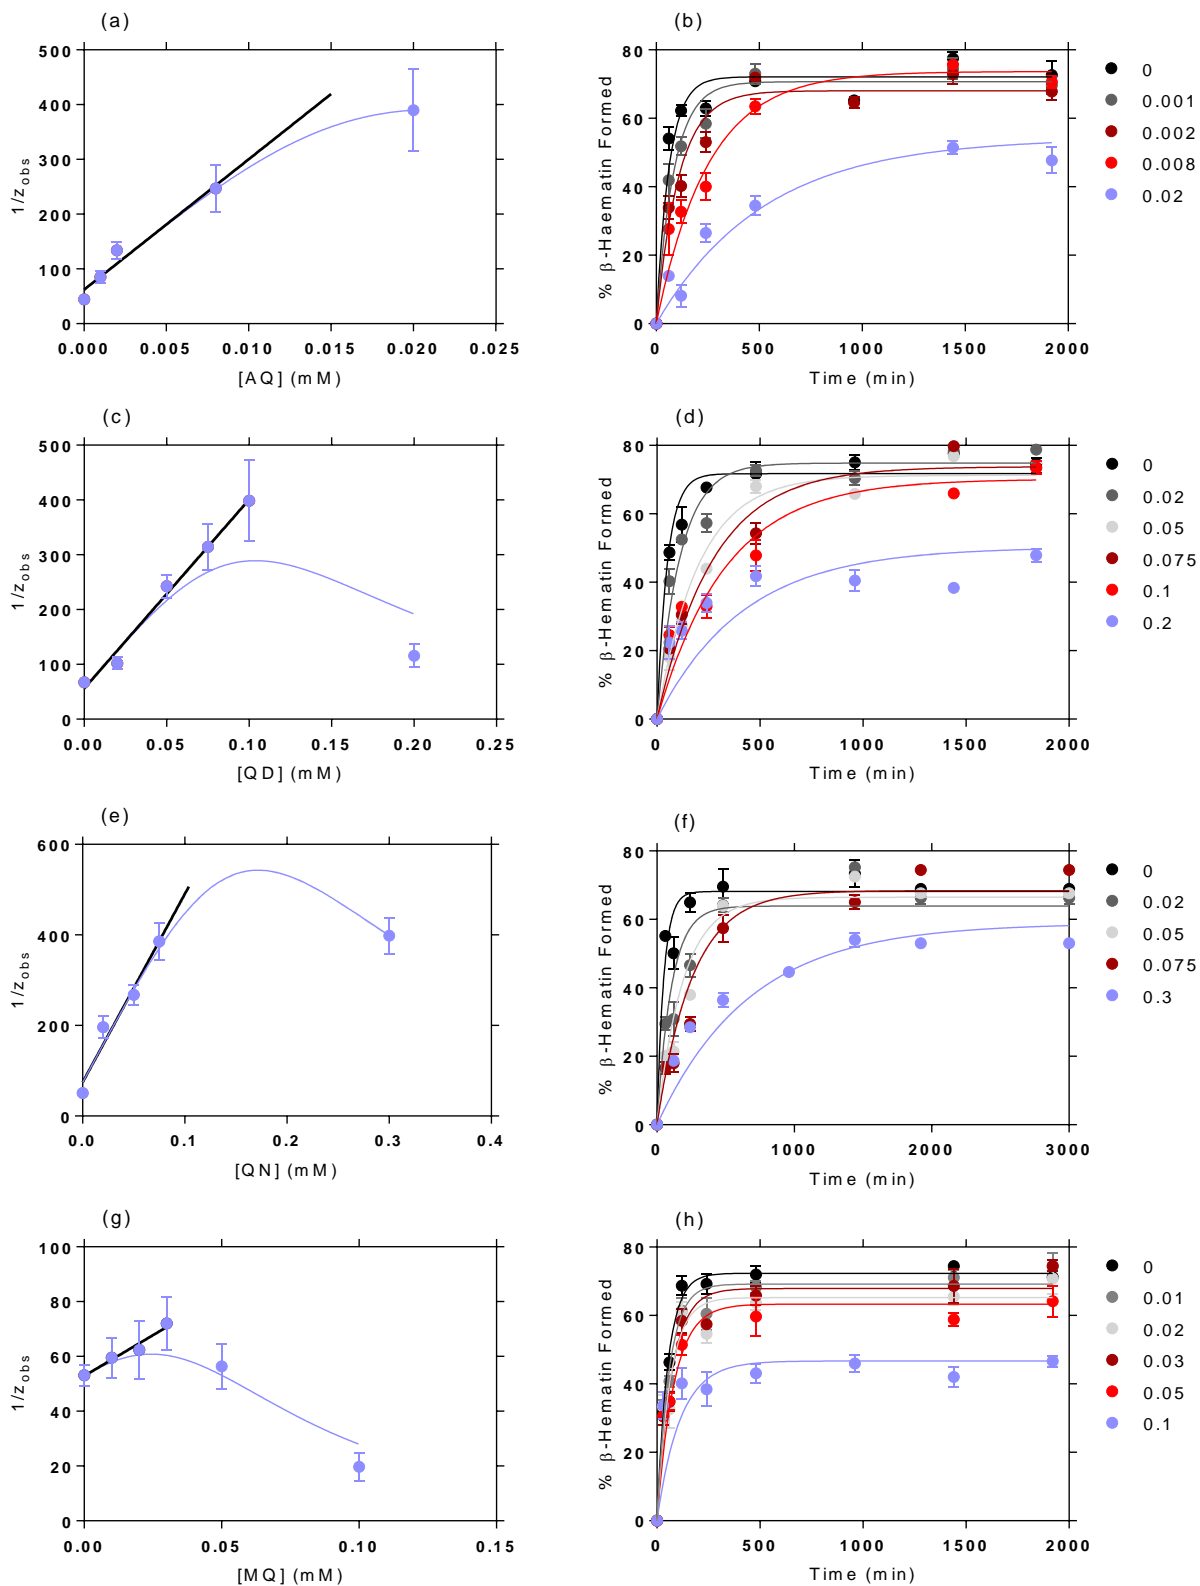 (a)
500
400
300
200
100
0
1/zobs
0.000 0.005 0.010 0.015 0.020 0.025
[AQ] (mM)
(b)
80
60
40
20
0
% β-Haematin Formed
0 500 1000 1500 2000
Time (min)
0
0.001
0.002
0.008
0.02
(c)
500
400
300
200
100
0
1/zobs
0.00 0.05 0.10 0.15 0.20 0.25
[QD] (mM)
(d)
80
60
40
20
0
% β-Hematin Formed
0 500 1000 1500 2000
Time (min)
0
0.02
0.05
0.075
0.1
0.2
(e)
600
400
200
0
1/zobs
0.0 0.1 0.2 0.3 0.4
[QN] (mM)
(f)
80
60
40
20
0
% β-Hematin Formed
0 1000 2000 3000
Time (min)
0
0.02
0.05
0.075
0.3
(g)
100
80
60
40
20
0
1/zobs
0.00 0.05 0.10 0.15
[MQ] (mM)
(h)
80
60
40
20
0
% β-Hematin Formed
0 500 1000 1500 2000
Time (min)
0
0.01
0.02
0.03
0.05
0.1